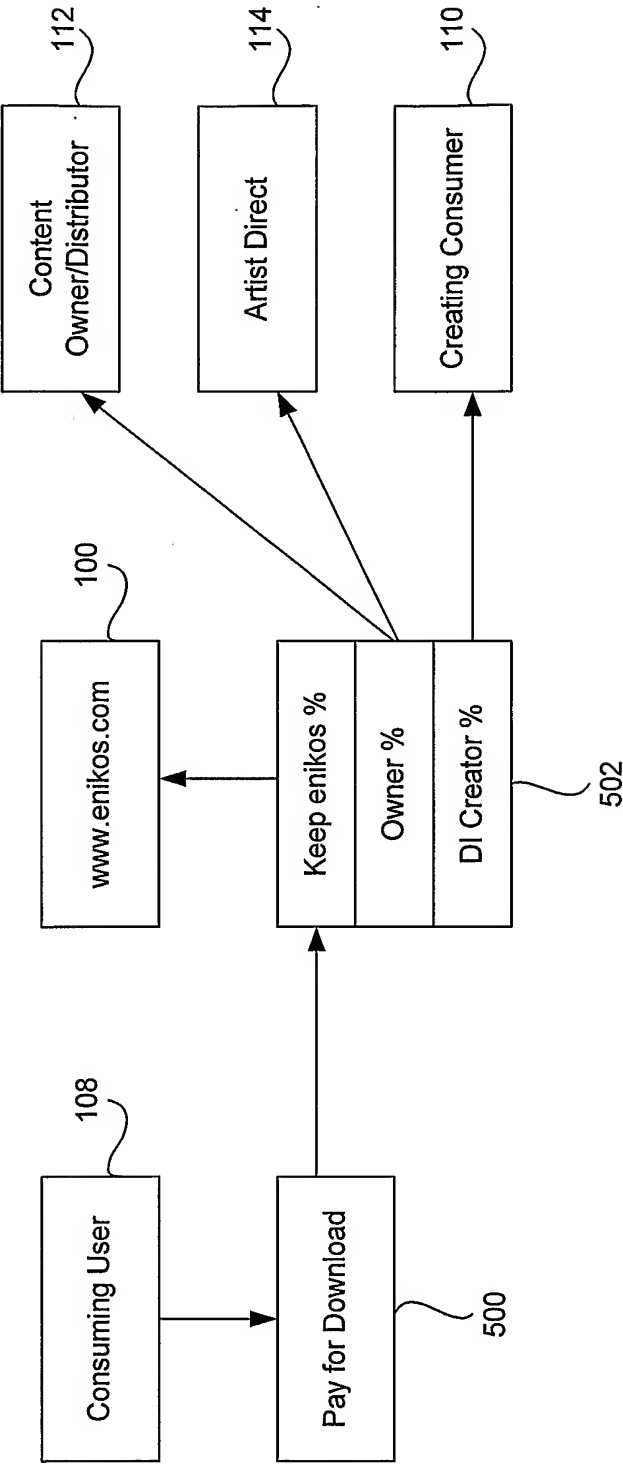 Consuming User
108
Pay for Download
500
www.enikos.com
100
Keep enikos %
Owner %
DI Creator %
502
Content
Owner/Distributor
112
Artist Direct
114
Creating Consumer
110